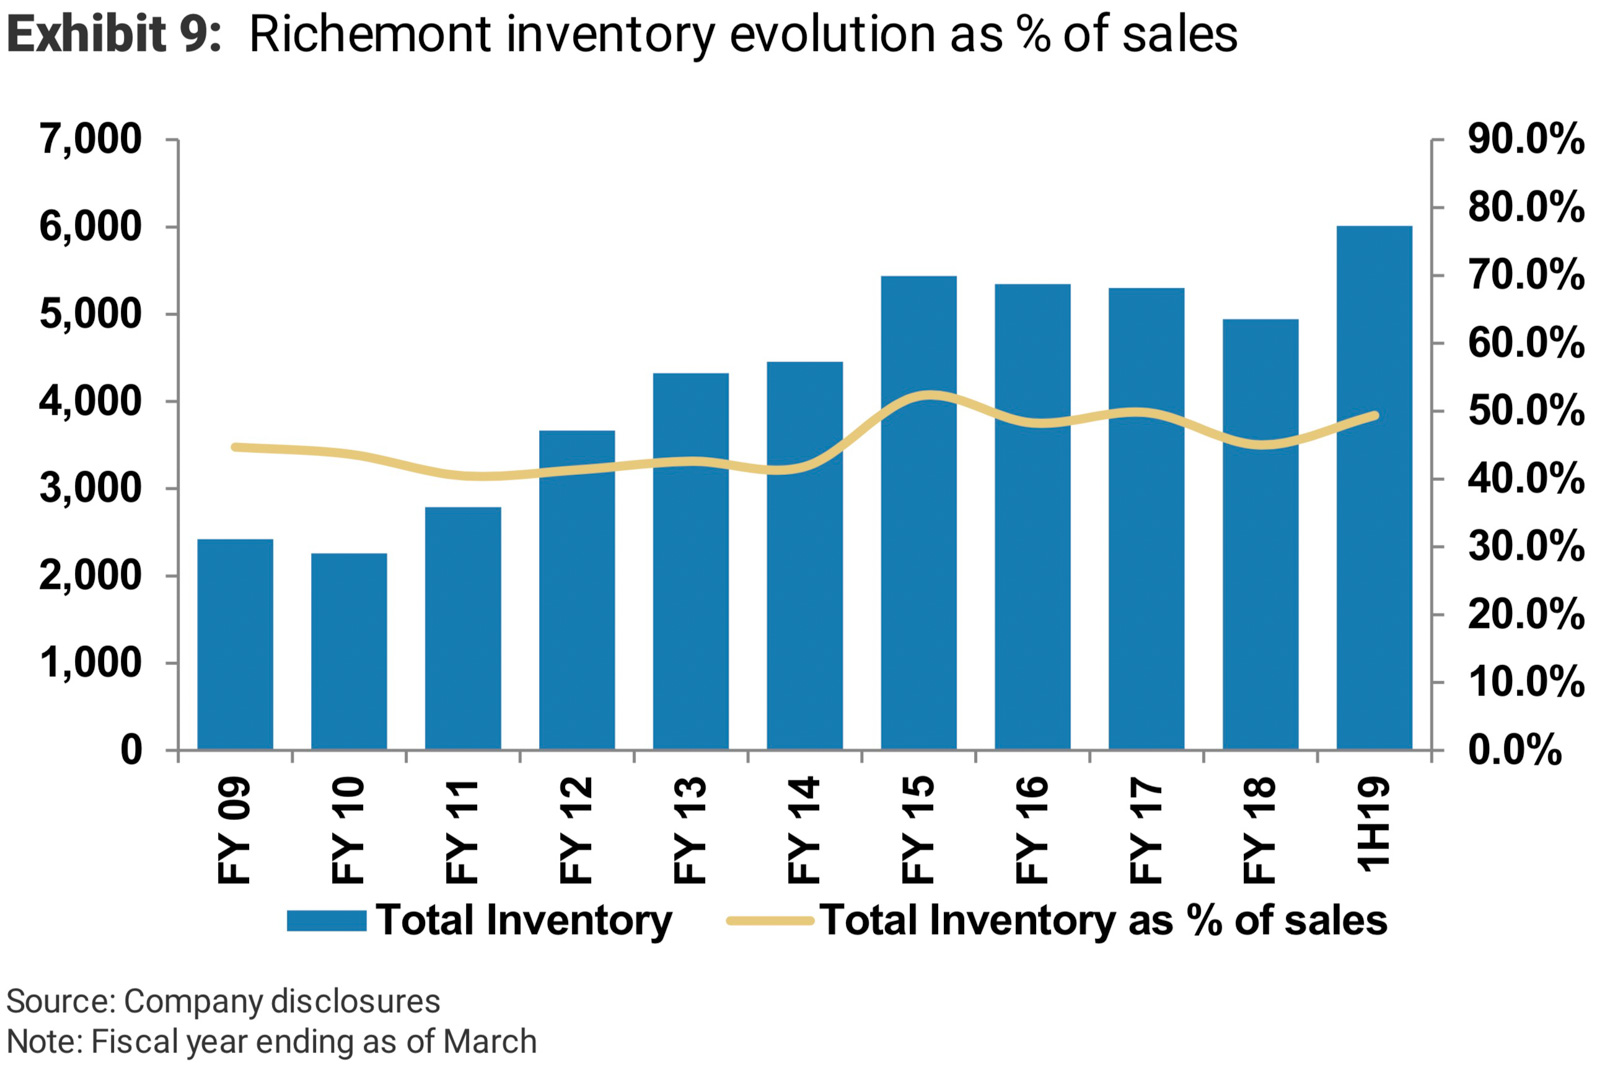 Exhibit 9: Richemont inventory evolution as % of sales
7,000
6,000
5,000
4,000
3,000
2,000
1,000
0
90.0%
80.0%
70.0%
60.0%
50.0%
40.0%
30.0%
20.0%
10.0%
0.0%
FY 09
FY 10
FY 11
FY 12
FY 13
FY 14
FY 15
FY 16
FY 17
FY 18
1H19
Total Inventory
Total Inventory as % of sales
Source: Company disclosures
Note: Fiscal year ending as of March